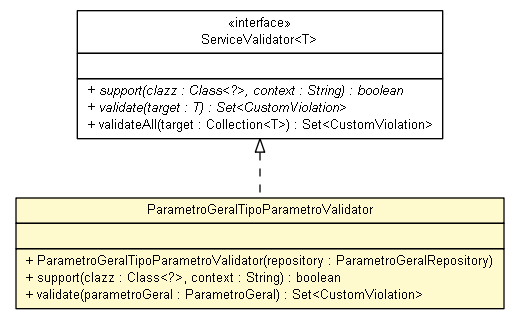 «interface»
ServiceValidator<T>
+ support(clazz : Class<?>, context : String) : boolean
+ validate(target : T) : Set<CustomViolation>
+ validateAll(target : Collection<T>) : Set<CustomViolation>
ParametroGeralTipoParametroValidator
+ ParametroGeralTipoParametroValidator(repository : ParametroGeralRepository)
+ support(clazz : Class<?>, context : String) : boolean
+ validate(parametroGeral : ParametroGeral) : Set<CustomViolation>